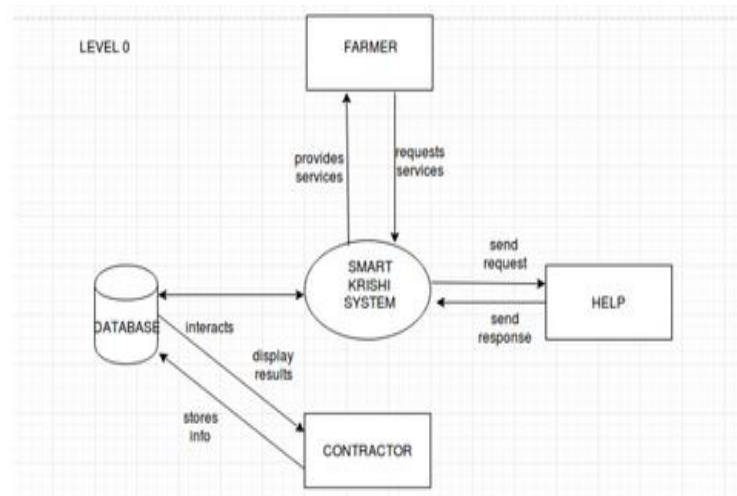 LEVEL 0
FARMER
provides
services
requests
services
SMART
KRISHI
SYSTEM
send
request
HELP
send
response
DATABASE
interacts
display
results
stores
info
CONTRACTOR